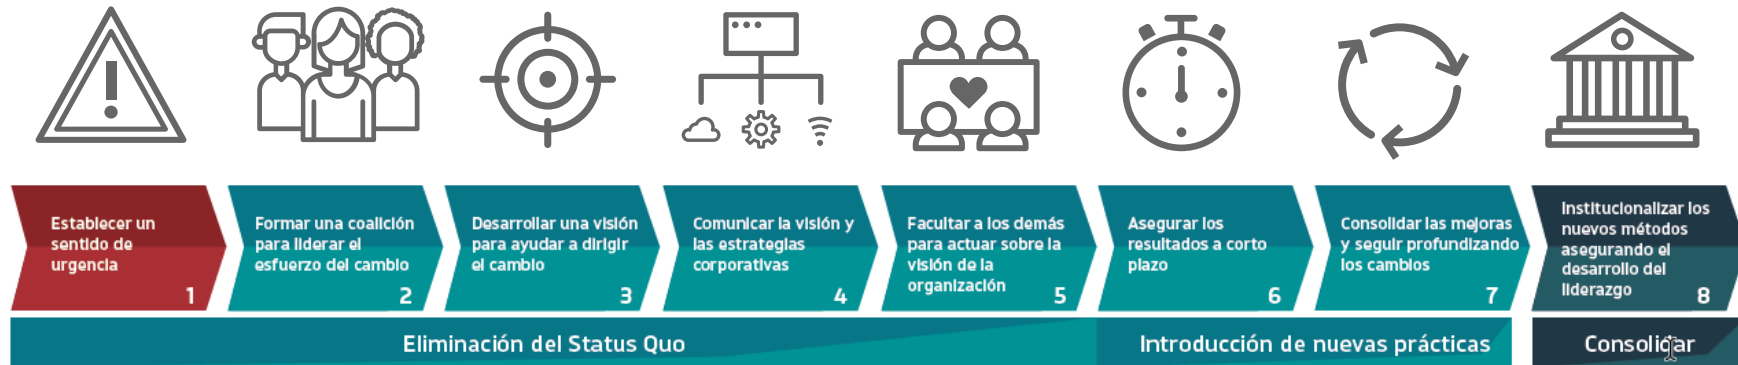 Establecer un
sentido de
urgencia
1
Formar una coalición
para liderar el
esfuerzo del cambio
2
Desarrollar una visión
para ayudar a dirigir
el cambio
3
Comunicar la visión y
las estrategias
corporativas
4
Facultar a los demás
para actuar sobre la
visión de la
organización
5
Asegurar los
resultados a corto
plazo
6
Consolidar las mejoras
y seguir profundizando
los cambios
7
Institucionalizar los
nuevos métodos
asegurando el
desarrollo del
liderazgo
8
Eliminación del Status Quo
Introducción de nuevas prácticas
Consolidar